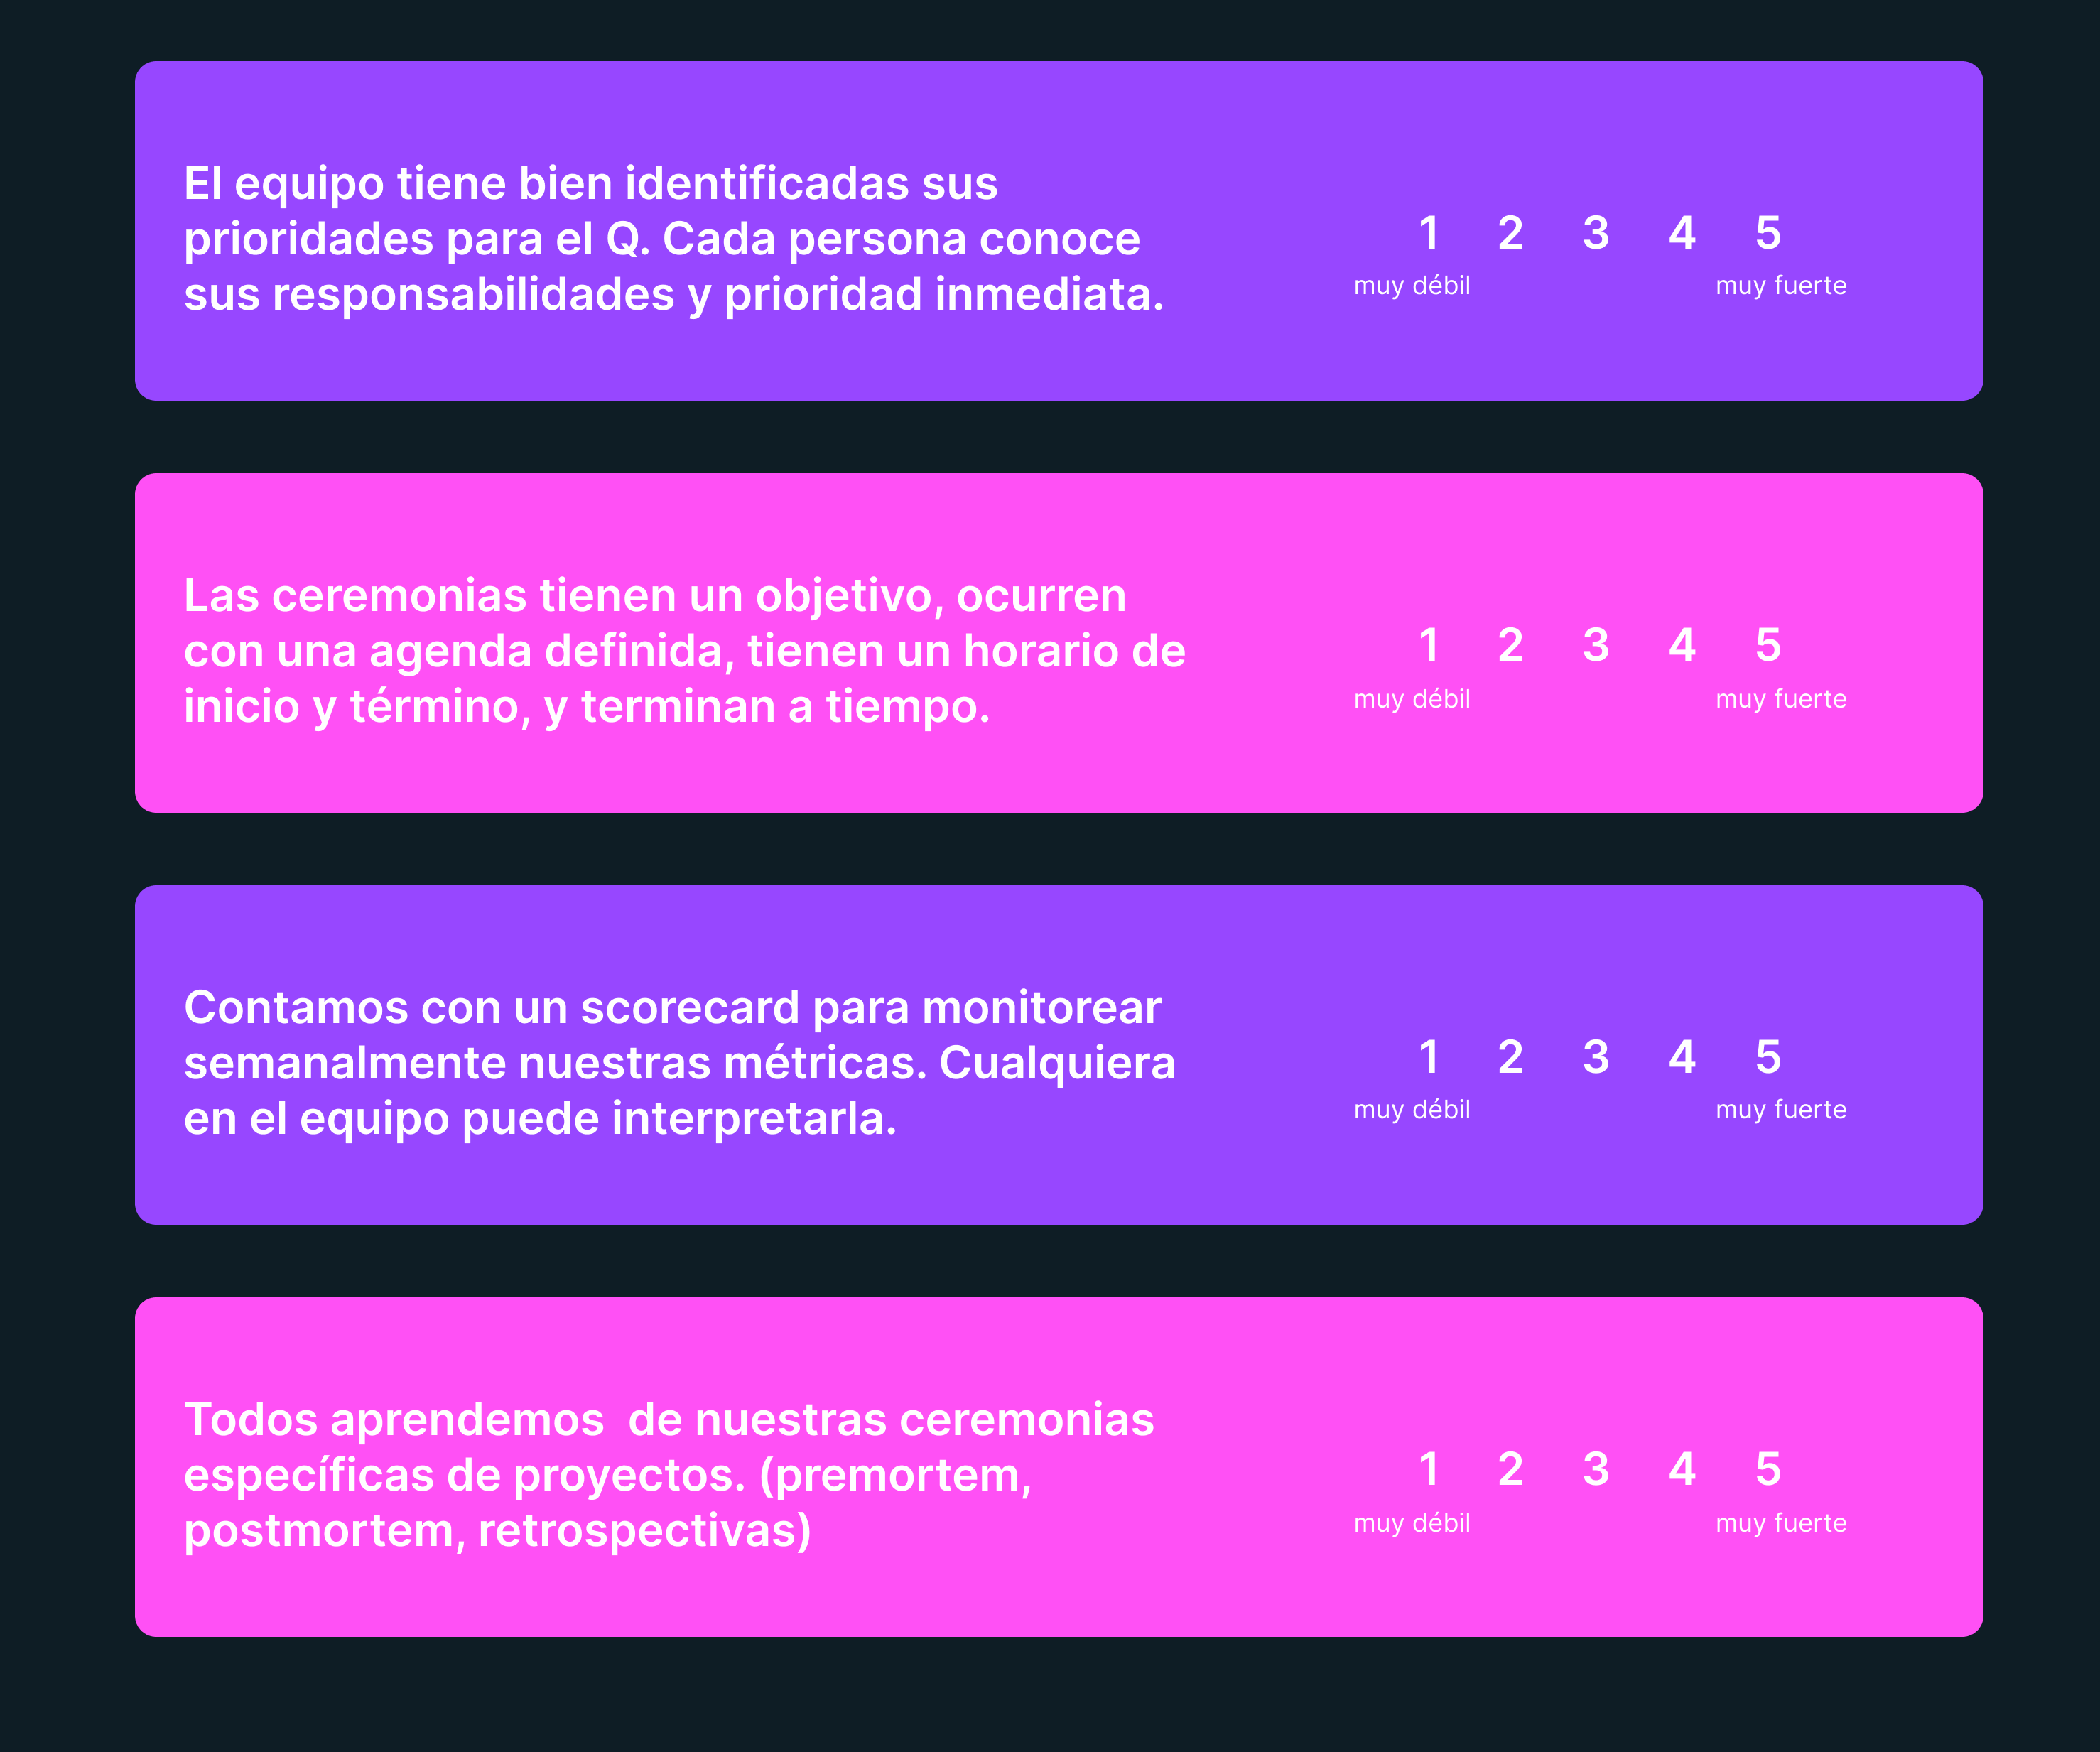 El equipo tiene bien identificadas sus
prioridades para el Q. Cada persona conoce
sus responsabilidades y prioridad inmediata.
1 2 3 4 5
muy débil muy fuerte
Las ceremonias tienen un objetivo, ocurren
con una agenda definida, tienen un horario de
inicio y término, y terminan a tiempo.
1 2 3 4 5
muy débil muy fuerte
Contamos con un scorecard para monitorear
semanalmente nuestras métricas. Cualquiera
en el equipo puede interpretarla.
1 2 3 4 5
muy débil muy fuerte
Todos aprendemos  de nuestras ceremonias
específicas de proyectos. (premortem,
postmortem, retrospectivas)
1 2 3 4 5
muy débil muy fuerte